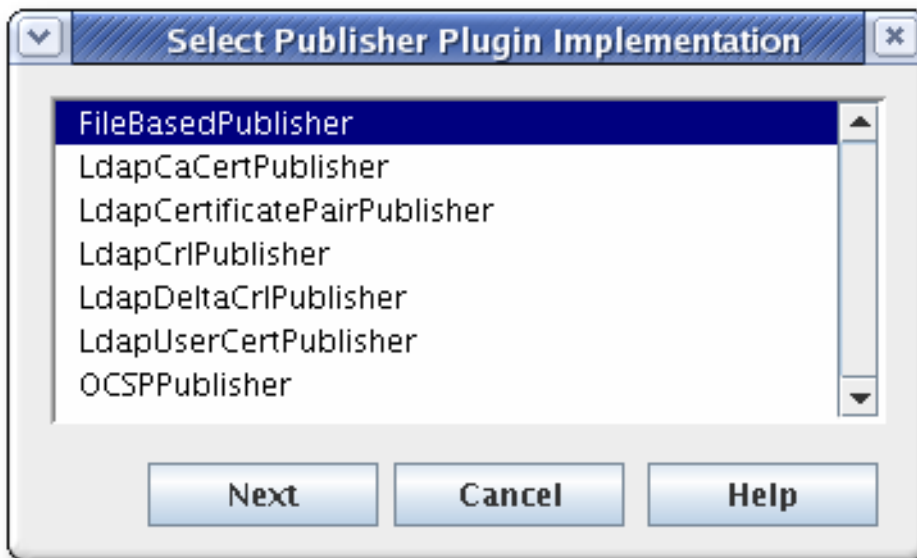 Select Publisher Plugin Implementation
FileBasedPublisher
LdapCaCertPublisher
LdapCertificatePairPublisher
LdapCrlPublisher
LdapDeltaCrlPublisher
LdapUserCertPublisher
OCSPPublisher
Next Cancel Help